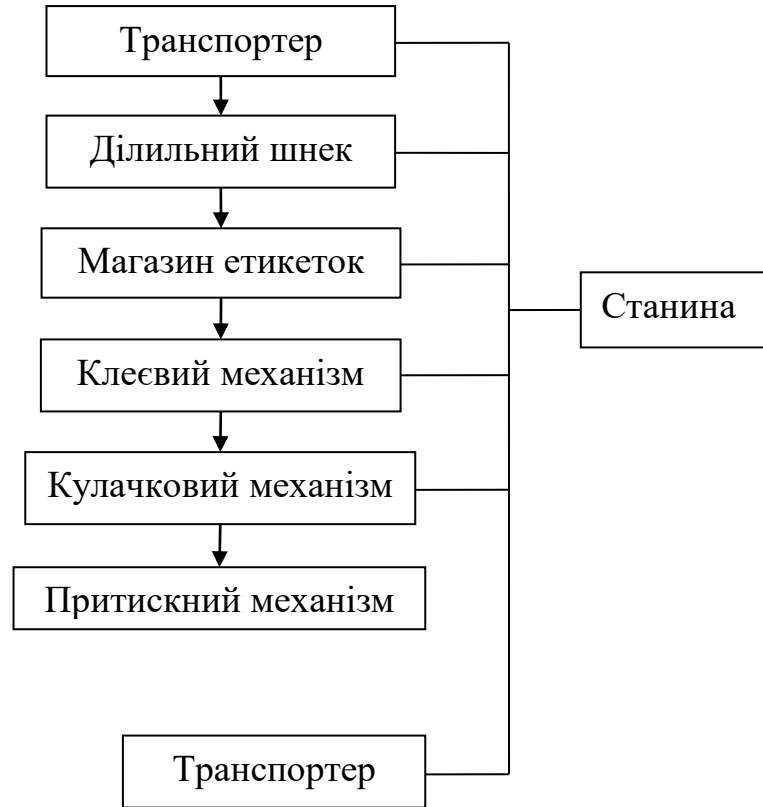 Транспортер
Ділильний шнек
Магазин етикеток
Станина
Клеєвий механізм
Кулачковий механізм
Притискний механізм
Транспортер